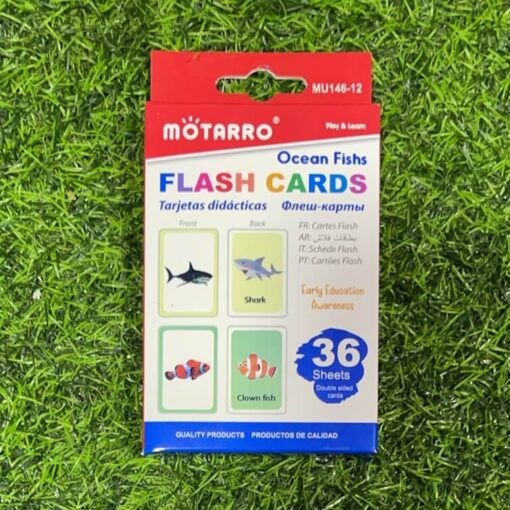 MU146-12
MOTARRO®
Play & Learn
Ocean Fishs
FLASH CARDS
Tarjetas didácticas Флеш-карты
Front Back
FR: Cartes Flash
AR: بطاقات فلاش
IT: Schede Flash
PT: Cartões Flash
Shark
Early Education
Awareness
36
Sheets
Double sided
cards
Clown fish
QUALITY PRODUCTS PRODUCTOS DE CALIDAD